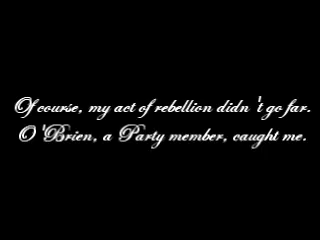 Of course, my act of rebellion didn 't go far.
O 'Brien, a Party member, caught me.